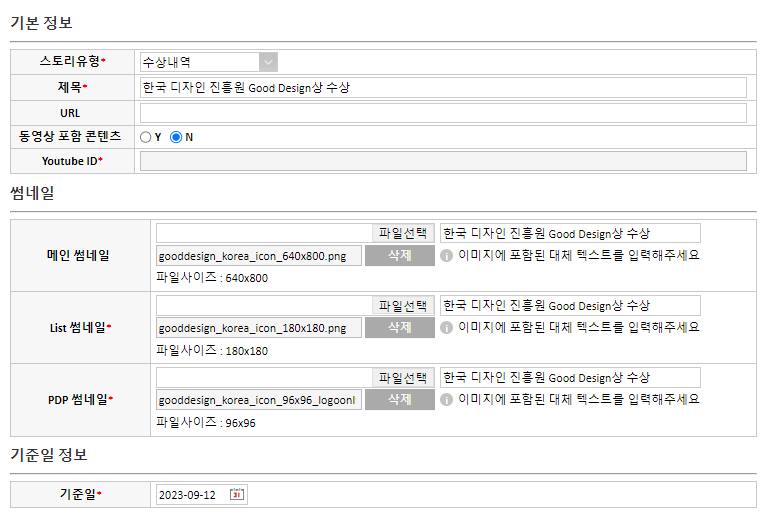 기본 정보
스토리유형* 수상내역
제목* 한국 디자인 진흥원 Good Design상 수상
URL
동영상 포함 콘텐츠 Y N
Youtube ID*
썸네일
파일선택 한국 디자인 진흥원 Good Design상 수상
메인 썸네일 gooddesign_korea_icon_640x800.png 삭제 i 이미지에 포함된 대체 텍스트를 입력해주세요
파일사이즈 : 640x800
파일선택 한국 디자인 진흥원 Good Design상 수상
List 썸네일* gooddesign_korea_icon_180x180.png 삭제 i 이미지에 포함된 대체 텍스트를 입력해주세요
파일사이즈 : 180x180
파일선택 한국 디자인 진흥원 Good Design상 수상
PDP 썸네일* gooddesign_korea_icon_96x96_logoonl 삭제 i 이미지에 포함된 대체 텍스트를 입력해주세요
파일사이즈 : 96x96
기준일 정보
기준일* 2023-09-12 31